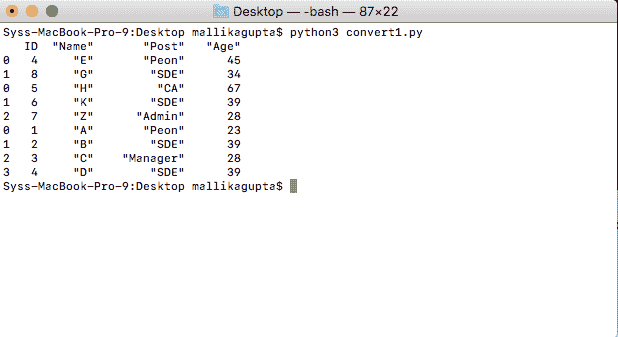 Desktop — -bash — 87×22
Syss-MacBook-Pro-9:Desktop mallikagupta$ python3 convert1.py
   ID  "Name"       "Post"   "Age"
0   4     "E"       "Peon"      45
1   8     "G"        "SDE"      34
0   5     "H"         "CA"      67
1   6     "K"        "SDE"      39
2   7     "Z"      "Admin"      28
0   1     "A"       "Peon"      23
1   2     "B"        "SDE"      39
2   3     "C"    "Manager"      28
3   4     "D"        "SDE"      39
Syss-MacBook-Pro-9:Desktop mallikagupta$